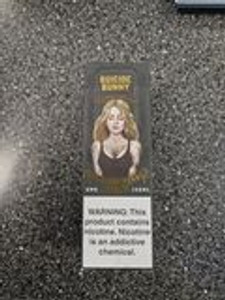 SUICIDE
BUNNY
WARNING: This
product contains
nicotine. Nicotine
is an addictive
chemical.